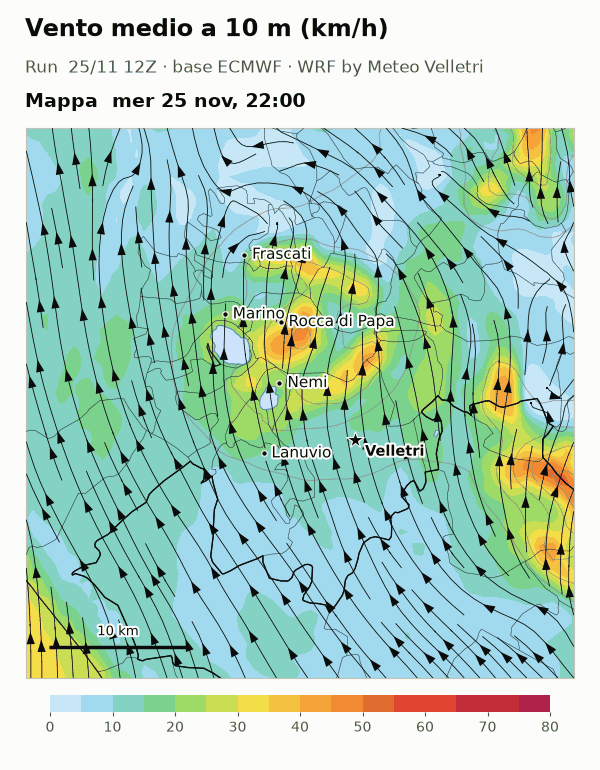 Vento medio a 10 m (km/h)
Run 25/11 12Z · base ECMWF · WRF by Meteo Velletri
Mappa mer 25 nov, 22:00
Frascati
Marino
Rocca di Papa
Nemi
Velletri
Lanuvio
10 km
0 10 20 30 40 50 60 70 80